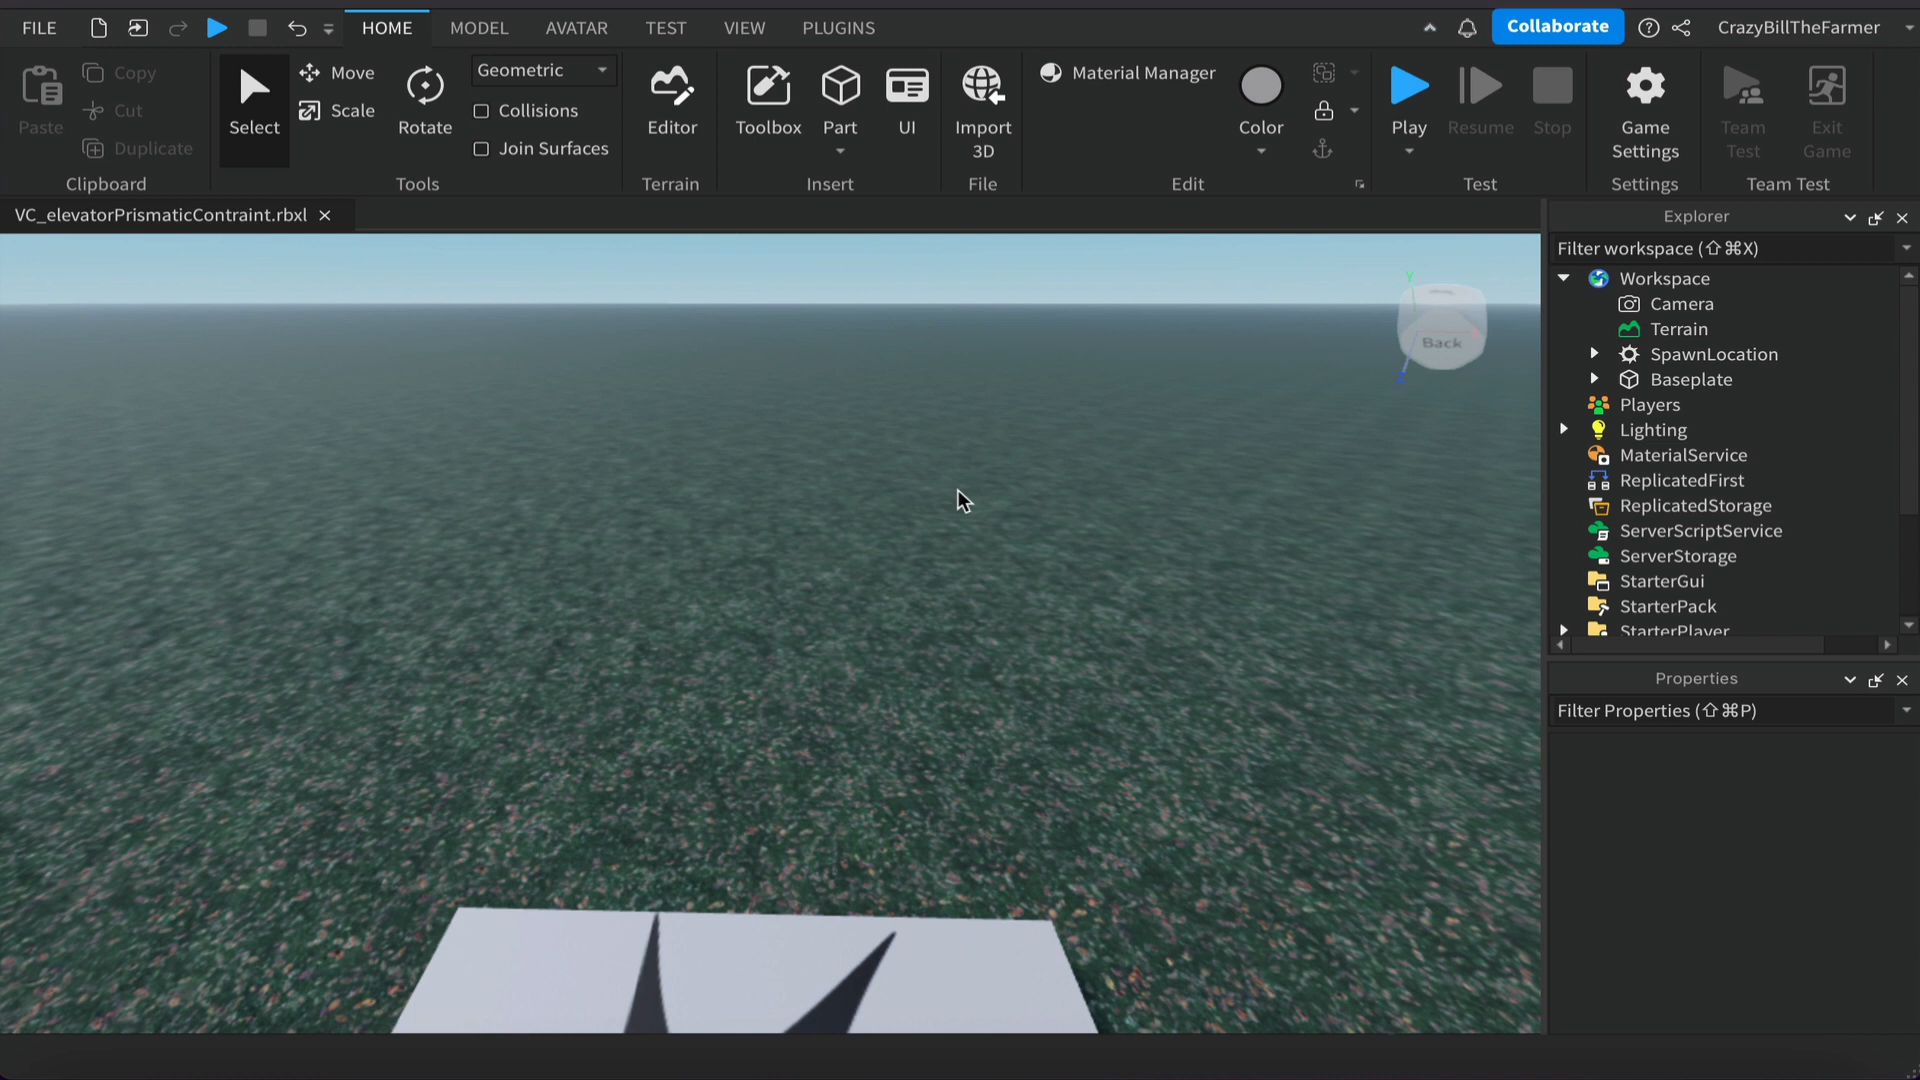 FILE HOME MODEL AVATAR TEST VIEW PLUGINS Collaborate CrazyBillTheFarmer
Paste
Copy
Cut
Duplicate
Clipboard
Select
Move
Scale
Rotate
Geometric
Collisions
Join Surfaces
Tools
Editor
Terrain
Toolbox
Part
UI
Insert
Import
3D
File
Material Manager
Color
Edit
Play
Resume
Stop
Test
Game
Settings
Settings
Team
Test
Exit
Game
Team Test
VC_elevatorPrismaticContraint.rbxl
Y
Back
Z
Explorer
Filter workspace (⇧⌘X)
Workspace
Camera
Terrain
SpawnLocation
Baseplate
Players
Lighting
MaterialService
ReplicatedFirst
ReplicatedStorage
ServerScriptService
ServerStorage
StarterGui
StarterPack
StarterPlayer
Properties
Filter Properties (⇧⌘P)